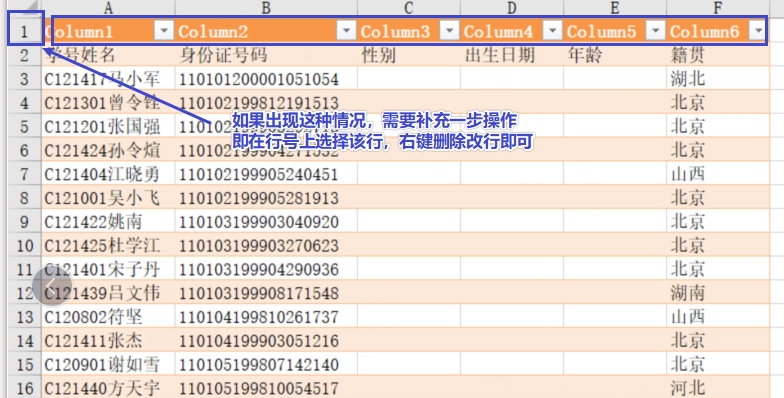 A B C D E F
1 Column1 Column2 Column3 Column4 Column5 Column6
2 学号姓名 身份证号码 性别 出生日期 年龄 籍贯
3 C121417马小军 110101200001051054 湖北
4 C121301曾令铨 110102199812191513 北京
5 C121201张国强 北京
6 C121424孙令煊 北京
如果出现这种情况，需要补充一步操作
即在行号上选择该行，右键删除改行即可
7 C121404江晓勇 110102199905240451 山西
8 C121001吴小飞 110102199905281913 北京
9 C121422姚南 110103199903040920 北京
10 C121425杜学江 110103199903270623 北京
11 C121401宋子丹 110103199904290936 北京
12 C121439吕文伟 110103199908171548 湖南
13 C120802符坚 110104199810261737 山西
14 C121411张杰 110104199903051216 北京
15 C120901谢如雪 110105199807142140 北京
16 C121440方天宇 110105199810054517 河北